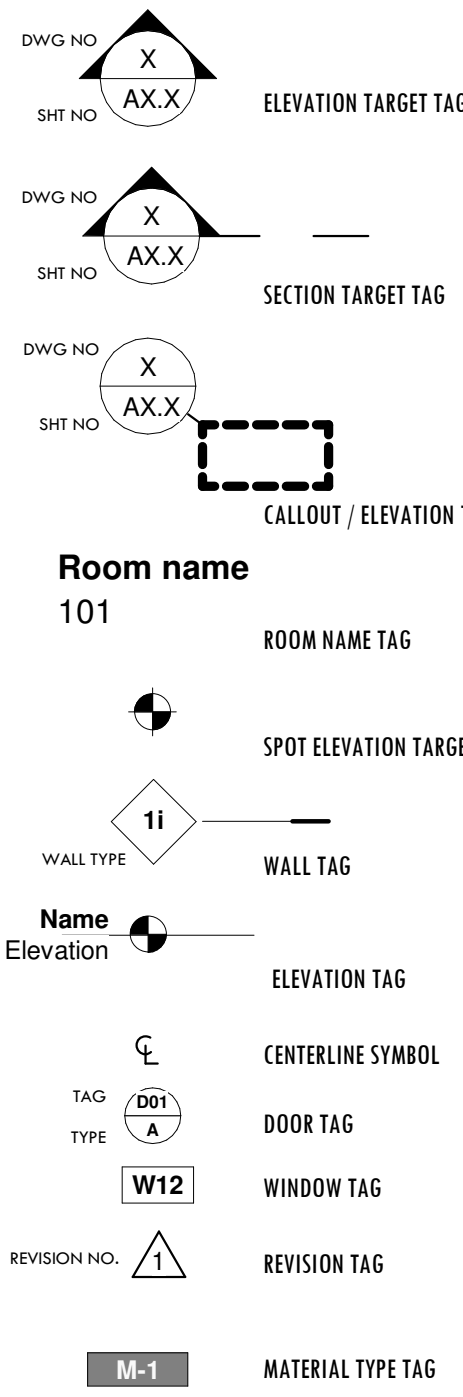 DWG NO
X
SHT NO
AX.X
ELEVATION TARGET TAG
DWG NO
X
SHT NO
AX.X
SECTION TARGET TAG
DWG NO
X
SHT NO
AX.X
CALLOUT / ELEVATION
Room name
101
ROOM NAME TAG
SPOT ELEVATION
1i
WALL TYPE
WALL TAG
Name
Elevation
ELEVATION TAG
℄
CENTERLINE SYMBOL
TAG
D01
TYPE
A
DOOR TAG
W12
WINDOW TAG
REVISION NO.
1
REVISION TAG
M-1
MATERIAL TYPE TAG